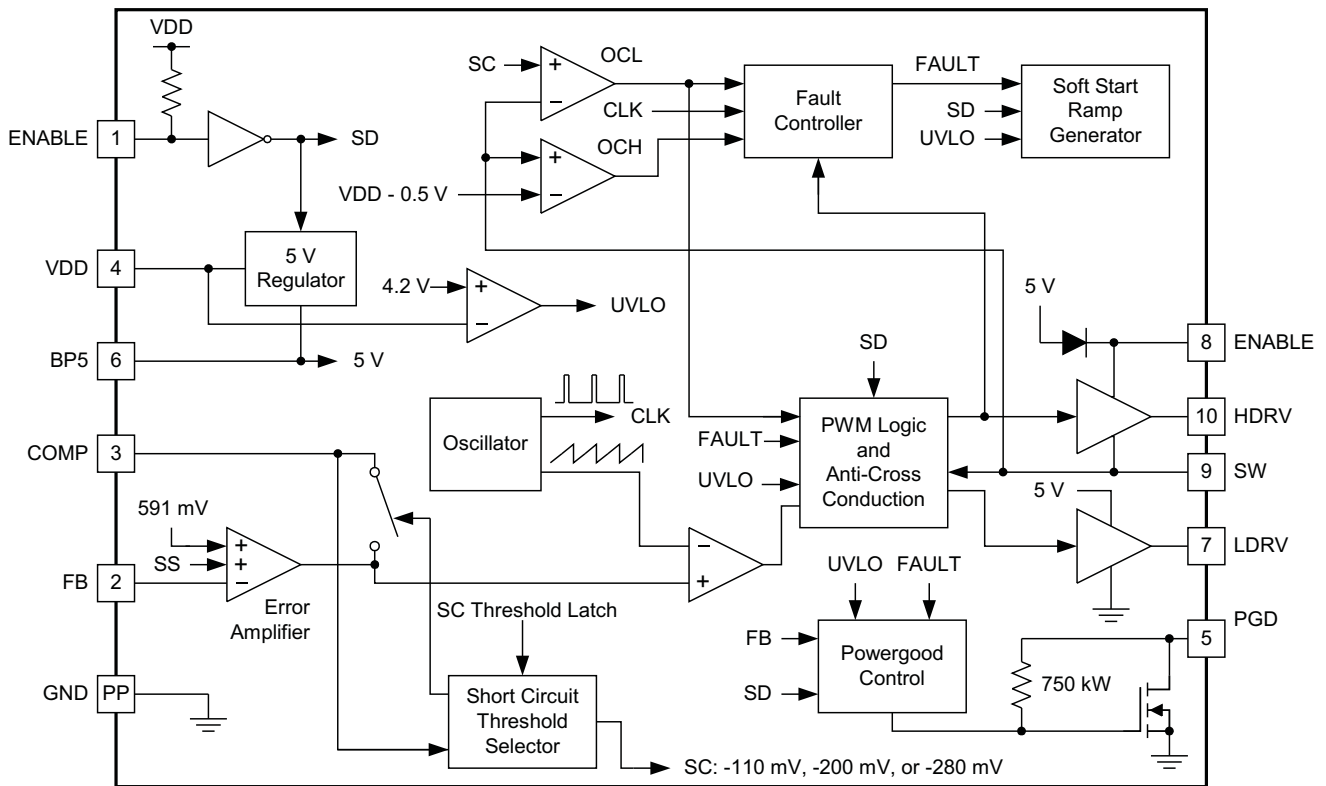 VDD
ENABLE
1
SD
5 V
Regulator
VDD
4
4.2 V
+
−
UVLO
BP5
6
5 V
SC
+
−
OCL
CLK
OCH
+
−
VDD - 0.5 V
Fault
Controller
FAULT
SD
UVLO
Soft Start
Ramp
Generator
COMP
3
Oscillator
CLK
591 mV
SS
+
+
−
FB
2
Error
Amplifier
SC Threshold Latch
Short Circuit
Threshold
Selector
SC: -110 mV, -200 mV, or -280 mV
GND
PP
−
+
SD
FAULT
UVLO
PWM Logic
and
Anti-Cross
Conduction
5 V
8
ENABLE
10
HDRV
9
SW
5 V
7
LDRV
UVLO
FAULT
FB
SD
Powergood
Control
750 kW
PGD
5